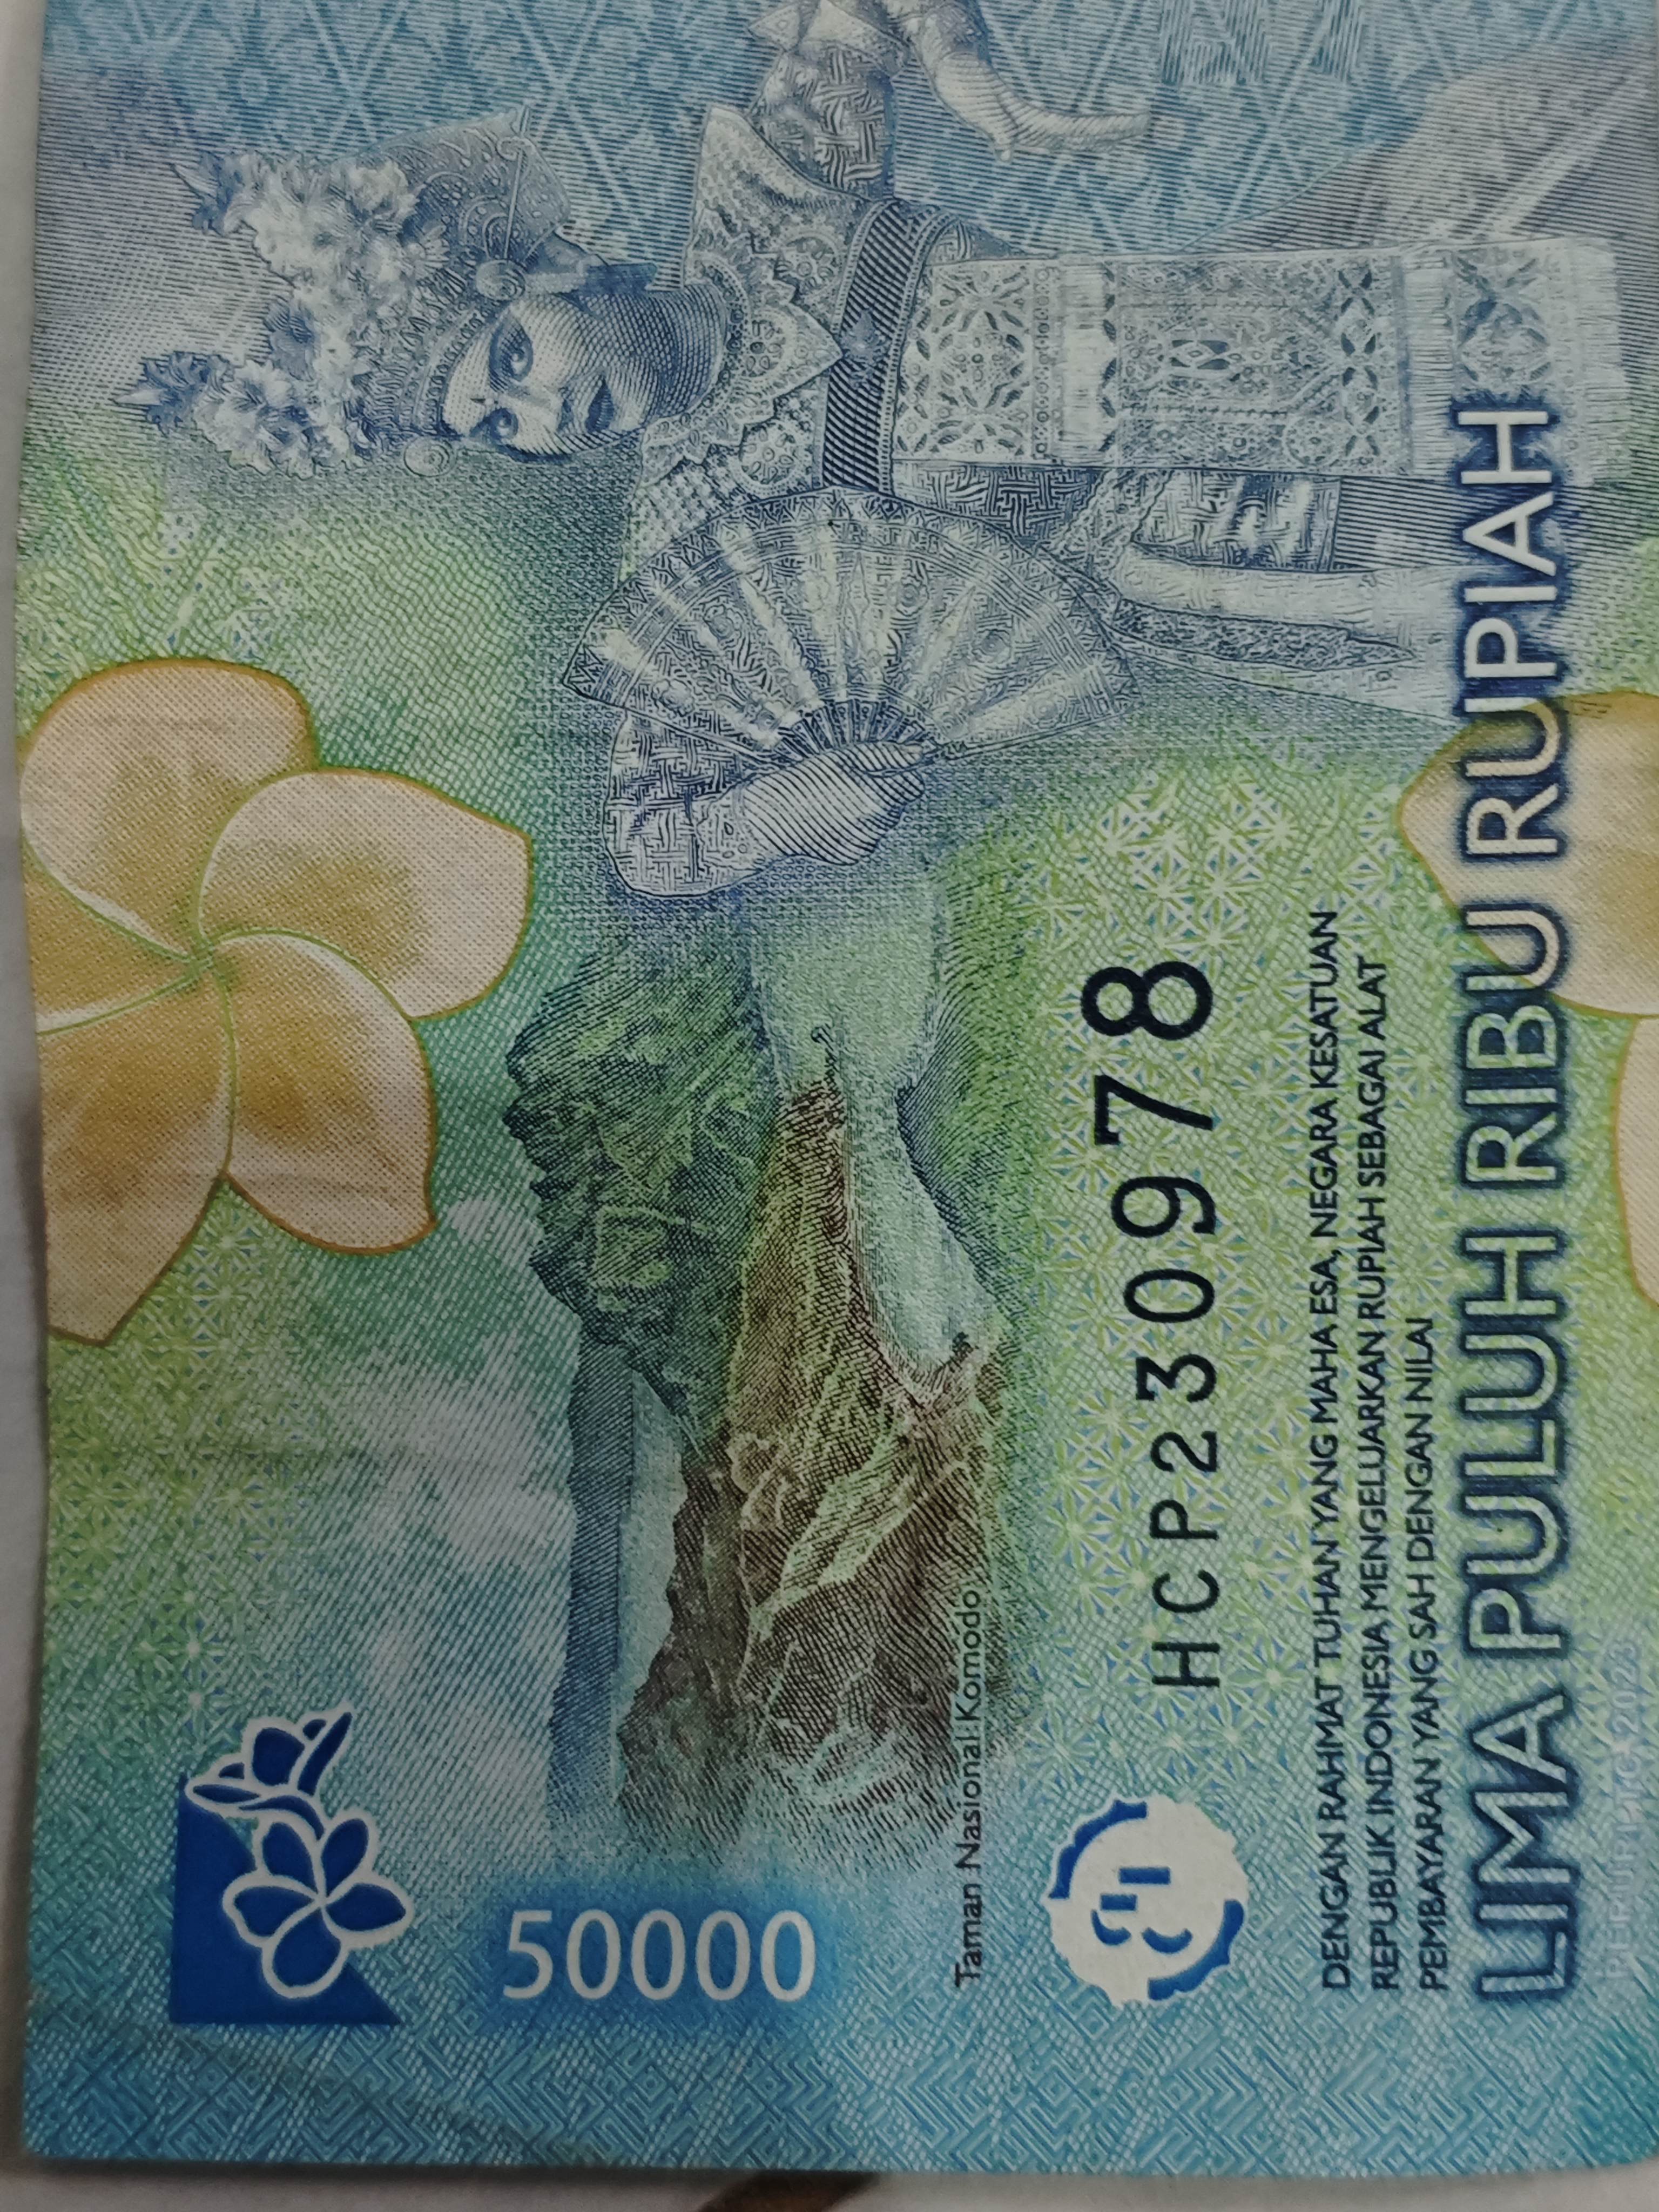 50000
Taman Nasional Komodo
HCP230978
DENGAN RAHMAT TUHAN YANG MAHA ESA, NEGARA KESATUAN
REPUBLIK INDONESIA MENGELUARKAN RUPIAH SEBAGAI ALAT
PEMBAYARAN YANG SAH DENGAN NILAI
LIMA PULUH RIBU RUPIAH